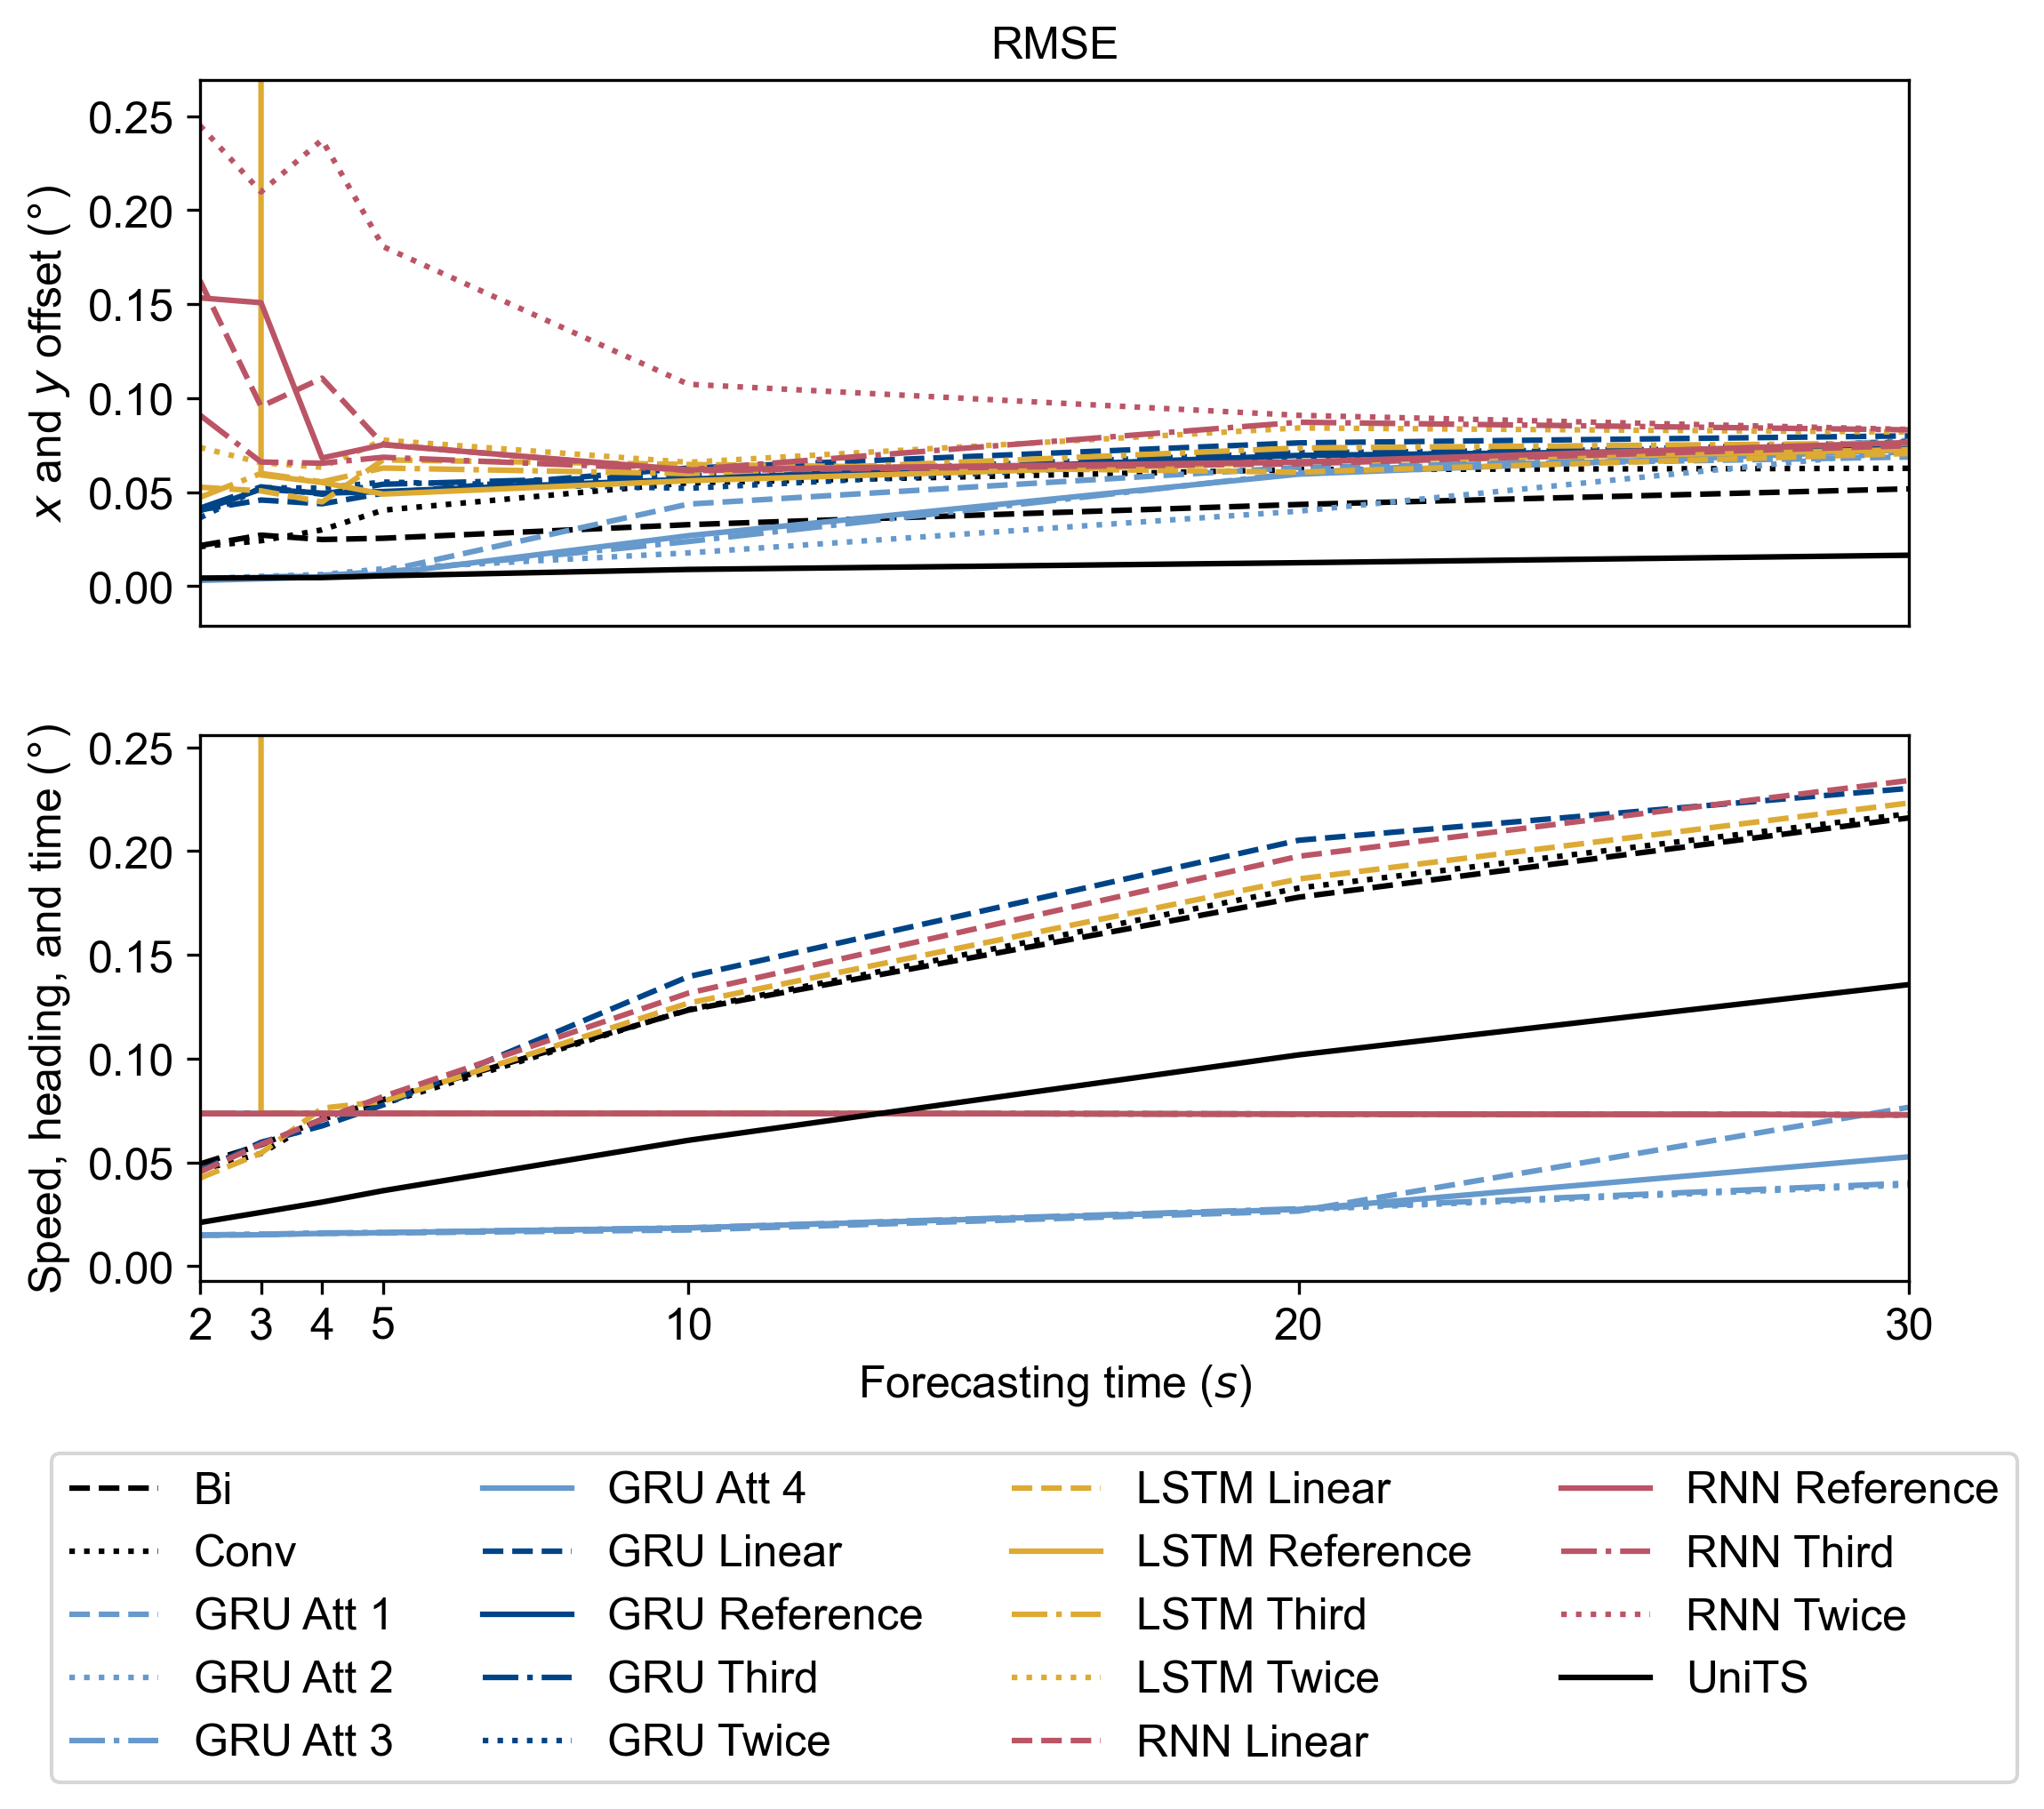 RMSE
x and y offset (°)
0.25
0.20
0.15
0.10
0.05
0.00
Speed, heading, and time (°)
0.25
0.20
0.15
0.10
0.05
0.00
2 3 4 5 10 20 30
Forecasting time (s)
Bi
Conv
GRU Att 1
GRU Att 2
GRU Att 3
GRU Att 4
GRU Linear
GRU Reference
GRU Third
GRU Twice
LSTM Linear
LSTM Reference
LSTM Third
LSTM Twice
RNN Linear
RNN Reference
RNN Third
RNN Twice
UniTS